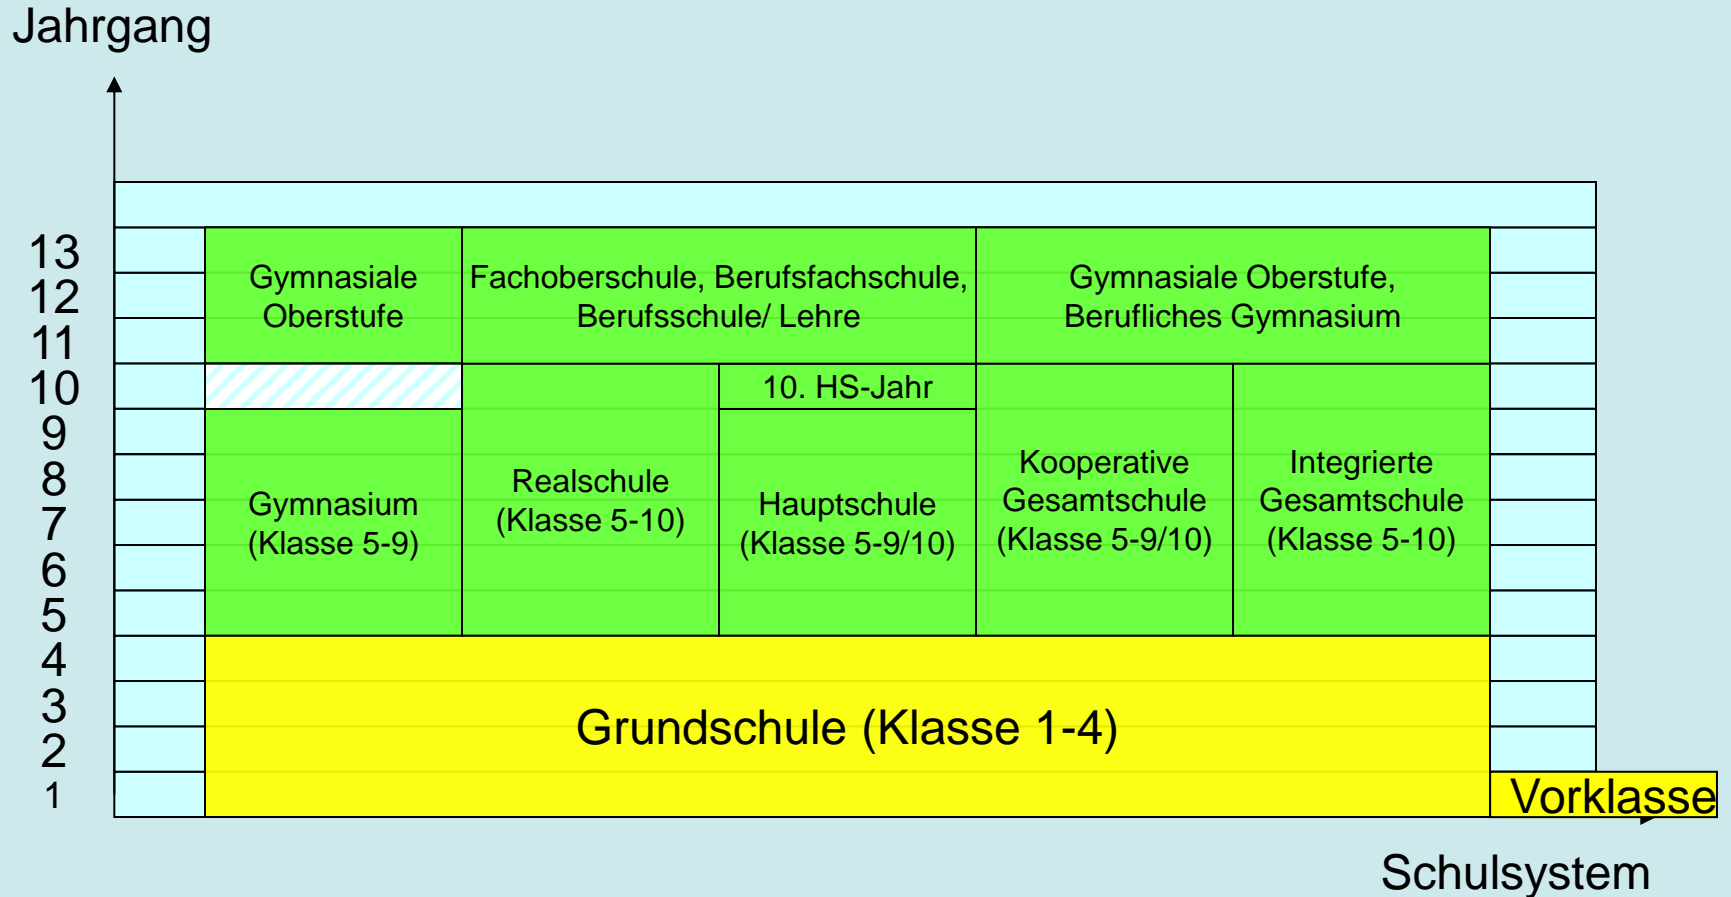 Jahrgang
13
12
11
10
9
8
7
6
5
4
3
2
1
Gymnasiale
Oberstufe
Fachoberschule, Berufsfachschule,
Berufsschule/ Lehre
Gymnasiale Oberstufe,
Berufliches Gymnasium
10. HS-Jahr
Gymnasium
(Klasse 5-9)
Realschule
(Klasse 5-10)
Hauptschule
(Klasse 5-9/10)
Kooperative
Gesamtschule
(Klasse 5-9/10)
Integrierte
Gesamtschule
(Klasse 5-10)
Grundschule (Klasse 1-4)
Vorklasse
Schulsystem